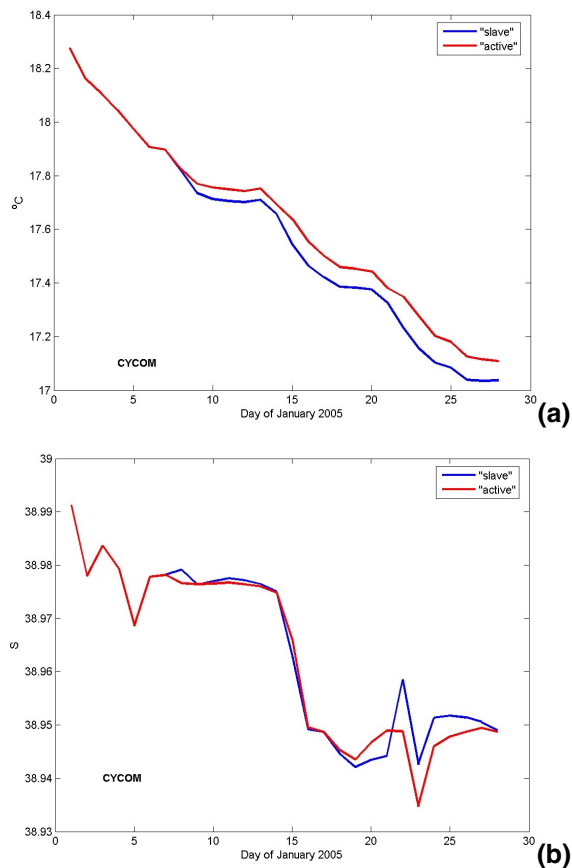 18.4
18.2
18
17.8
17.6
17.4
17.2
17
°C
"slave"
"active"
CYCOM
0 5 10 15 20 25 30
Day of January 2005
(a)
39
38.99
38.98
38.97
38.96
38.95
38.94
38.93
S
"slave"
"active"
CYCOM
0 5 10 15 20 25 30
Day of January 2005
(b)